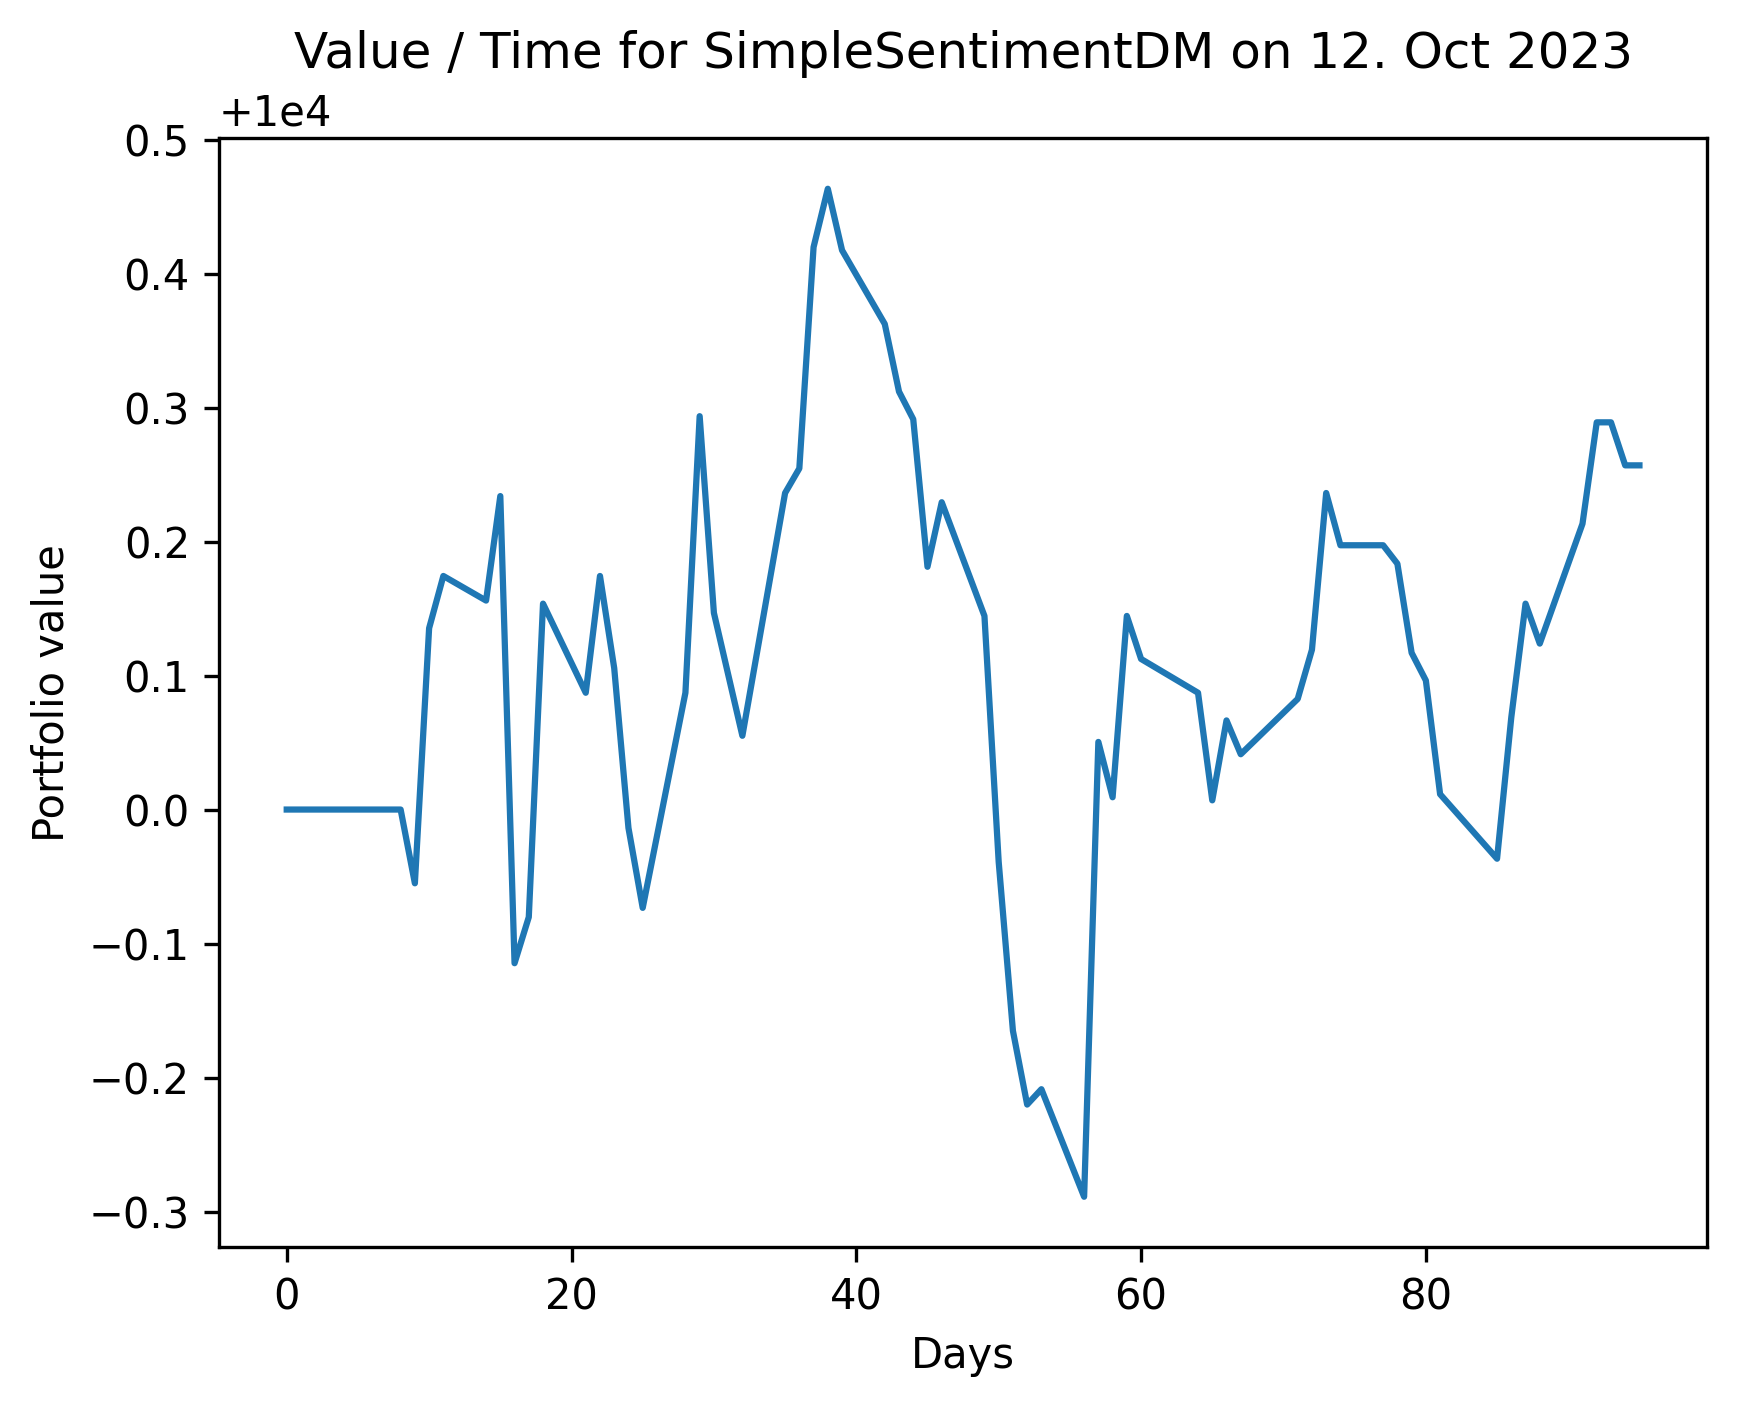 Value / Time for SimpleSentimentDM on 12. Oct 2023
+1e4
0.5
0.4
0.3
0.2
0.1
0.0
−0.1
−0.2
−0.3
Portfolio value
0 20 40 60 80
Days